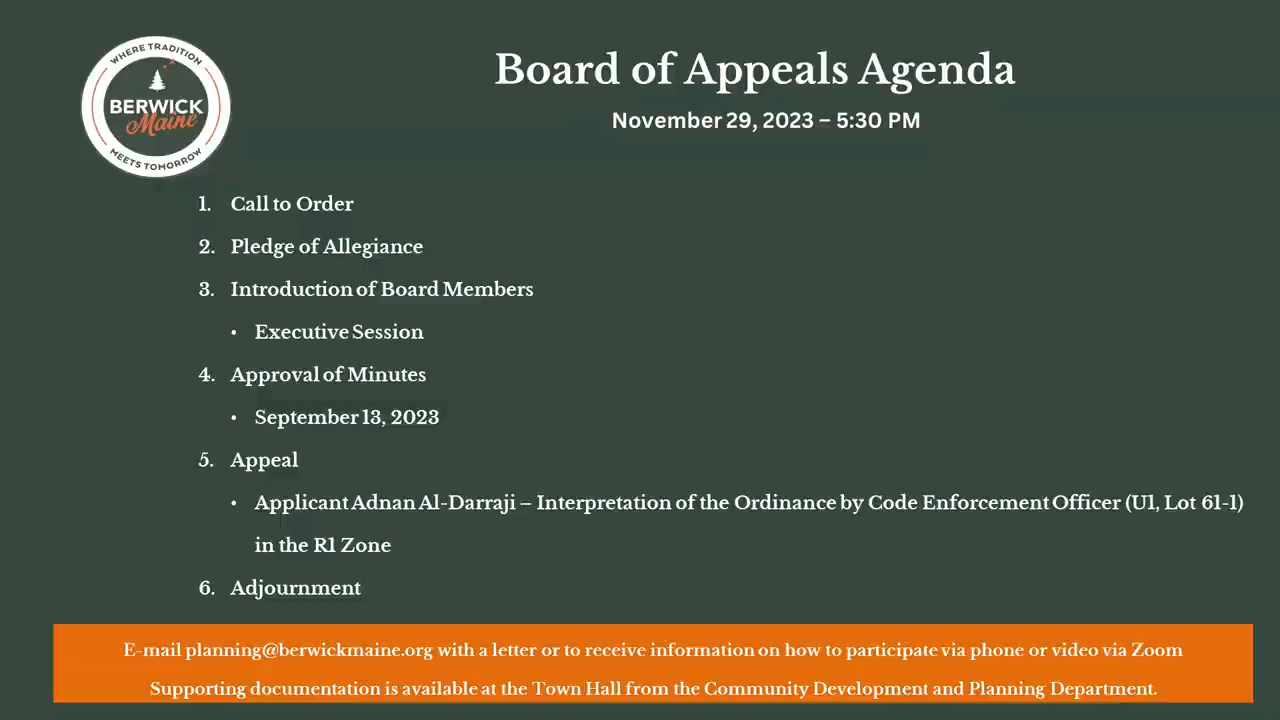 WHERE TRADITION
BERWICK
Maine
MEETS TOMORROW
Board of Appeals Agenda
November 29, 2023 – 5:30 PM
1. Call to Order
2. Pledge of Allegiance
3. Introduction of Board Members
• Executive Session
4. Approval of Minutes
• September 13, 2023
5. Appeal
• Applicant Adnan Al-Darraji – Interpretation of the Ordinance by Code Enforcement Officer (U1, Lot 61-1)
in the R1 Zone
6. Adjournment
E-mail planning@berwickmaine.org with a letter or to receive information on how to participate via phone or video via Zoom
Supporting documentation is available at the Town Hall from the Community Development and Planning Department.